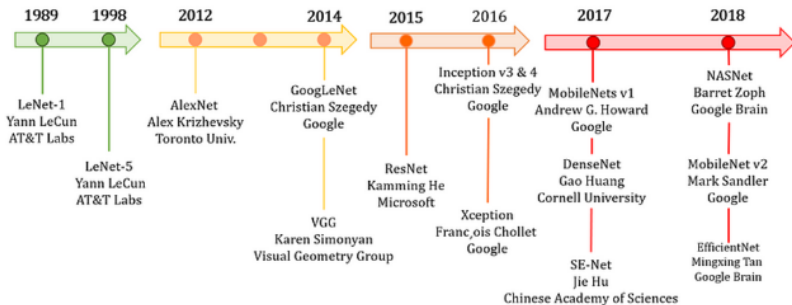 1989
1998
2012
2014
2015
2016
2017
2018
LeNet-1
Yann LeCun
AT&T Labs
LeNet-5
Yann LeCun
AT&T Labs
AlexNet
Alex Krizhevsky
Toronto Univ.
GoogLeNet
Christian Szegedy
Google
VGG
Karen Simonyan
Visual Geometry Group
ResNet
Kamming He
Microsoft
Inception v3 & 4
Christian Szegedy
Google
Xception
Franc,ois Chollet
Google
MobileNets v1
Andrew G. Howard
Google
DenseNet
Gao Huang
Cornell University
SE-Net
Jie Hu
Chinese Academy of Sciences
NASNet
Barret Zoph
Google Brain
MobileNet v2
Mark Sandler
Google
EfficientNet
Mingxing Tan
Google Brain